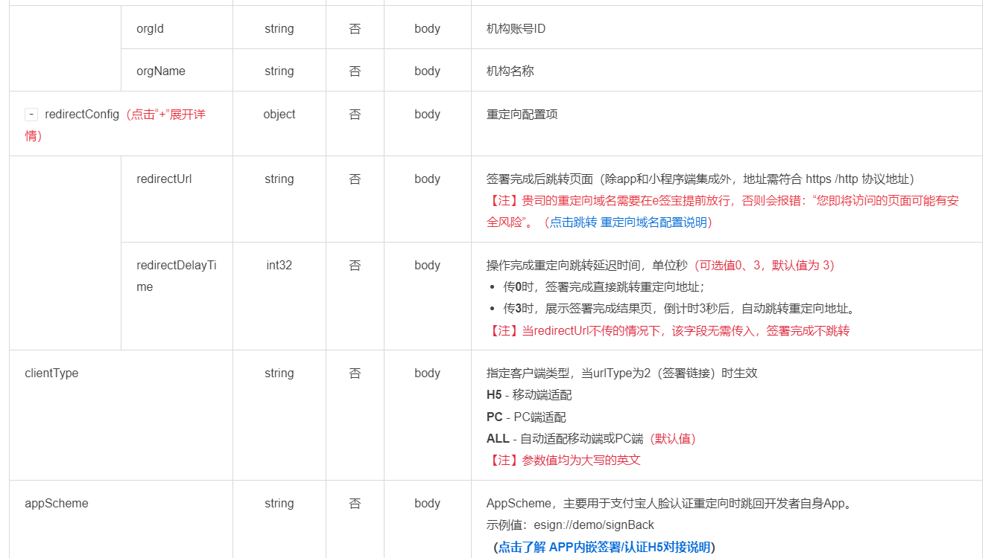 orgId string 否 body 机构账号ID
orgName string 否 body 机构名称
- redirectConfig（点击“+”展开详 object 否 body 重定向配置项
情）
redirectUrl string 否 body 签署完成后跳转页面（除app和小程序端集成外，地址需符合 https /http 协议地址）
【注】贵司的重定向域名需要在e签宝提前放行，否则会报错：“您即将访问的页面可能有安
全风险”。（点击跳转 重定向域名配置说明）
redirectDelayTi int32 否 body 操作完成重定向跳转延迟时间，单位秒（可选值0、3，默认值为 3）
me • 传0时，签署完成直接跳转重定向地址；
• 传3时，展示签署完成结果页，倒计时3秒后，自动跳转重定向地址。
【注】当redirectUrl不传的情况下，该字段无需传入，签署完成不跳转
clientType string 否 body 指定客户端类型，当urlType为2（签署链接）时生效
H5 - 移动端适配
PC - PC端适配
ALL - 自动适配移动端或PC端（默认值）
【注】参数值均为大写的英文
appScheme string 否 body AppScheme，主要用于支付宝人脸认证重定向时跳回开发者自身App。
示例值：esign://demo/signBack
（点击了解 APP内嵌签署/认证H5对接说明）